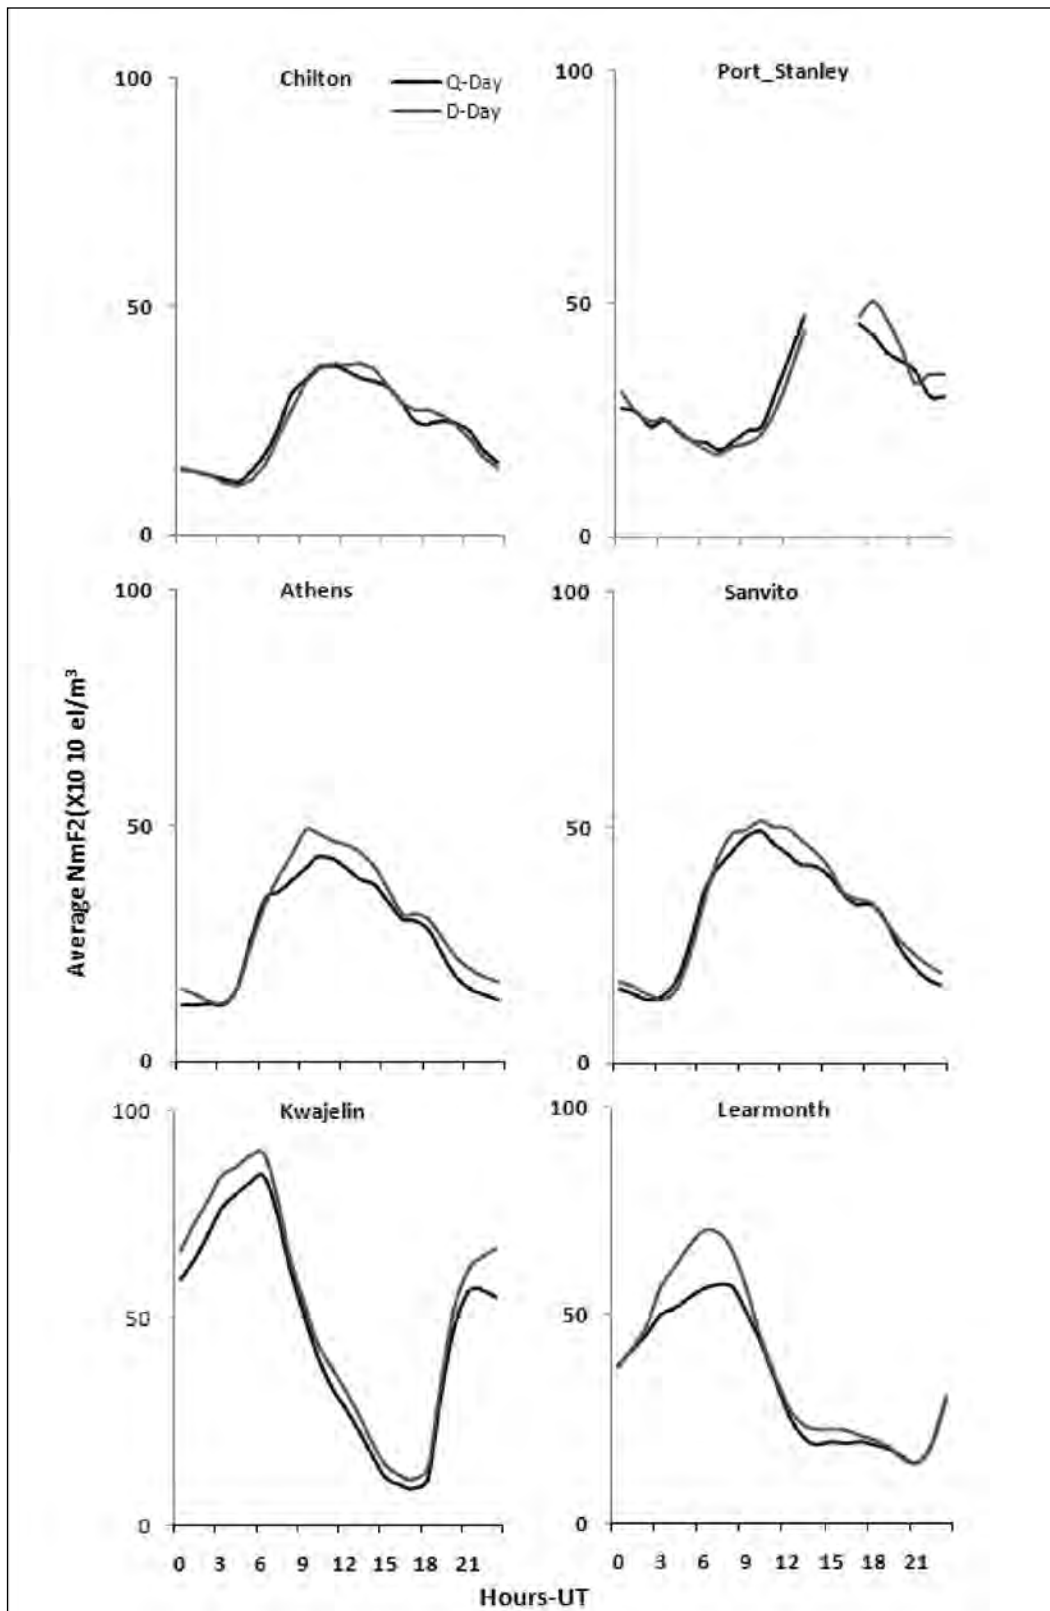 Chilton
Q-Day
D-Day
100
50
0
Port_Stanley
100
50
0
Athens
100
50
0
Sanvito
100
50
0
Average NmF2(X10 10 el/m³
Kwajelin
100
50
0
0 3 6 9 12 15 18 21
Learmonth
100
50
0
0 3 6 9 12 15 18 21
Hours-UT